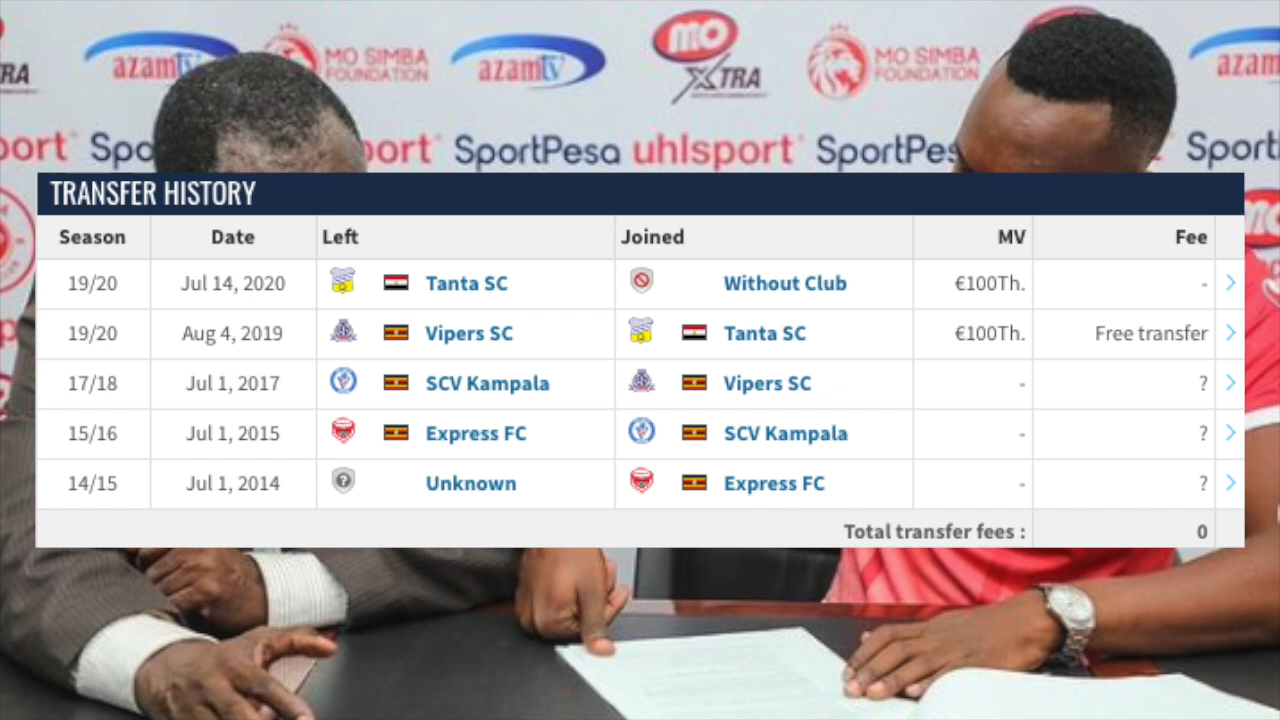 azamtv MO SIMBA FOUNDATION azamtv MO XTRA MO SIMBA FOUNDATION azam
TRA
port SportPesa uhlsport SportPes Sport
TRANSFER HISTORY
Season Date Left Joined MV Fee
19/20 Jul 14, 2020 Tanta SC Without Club €100Th. -
19/20 Aug 4, 2019 Vipers SC Tanta SC €100Th. Free transfer
17/18 Jul 1, 2017 SCV Kampala Vipers SC - ?
15/16 Jul 1, 2015 Express FC SCV Kampala - ?
14/15 Jul 1, 2014 Unknown Express FC - ?
Total transfer fees : 0